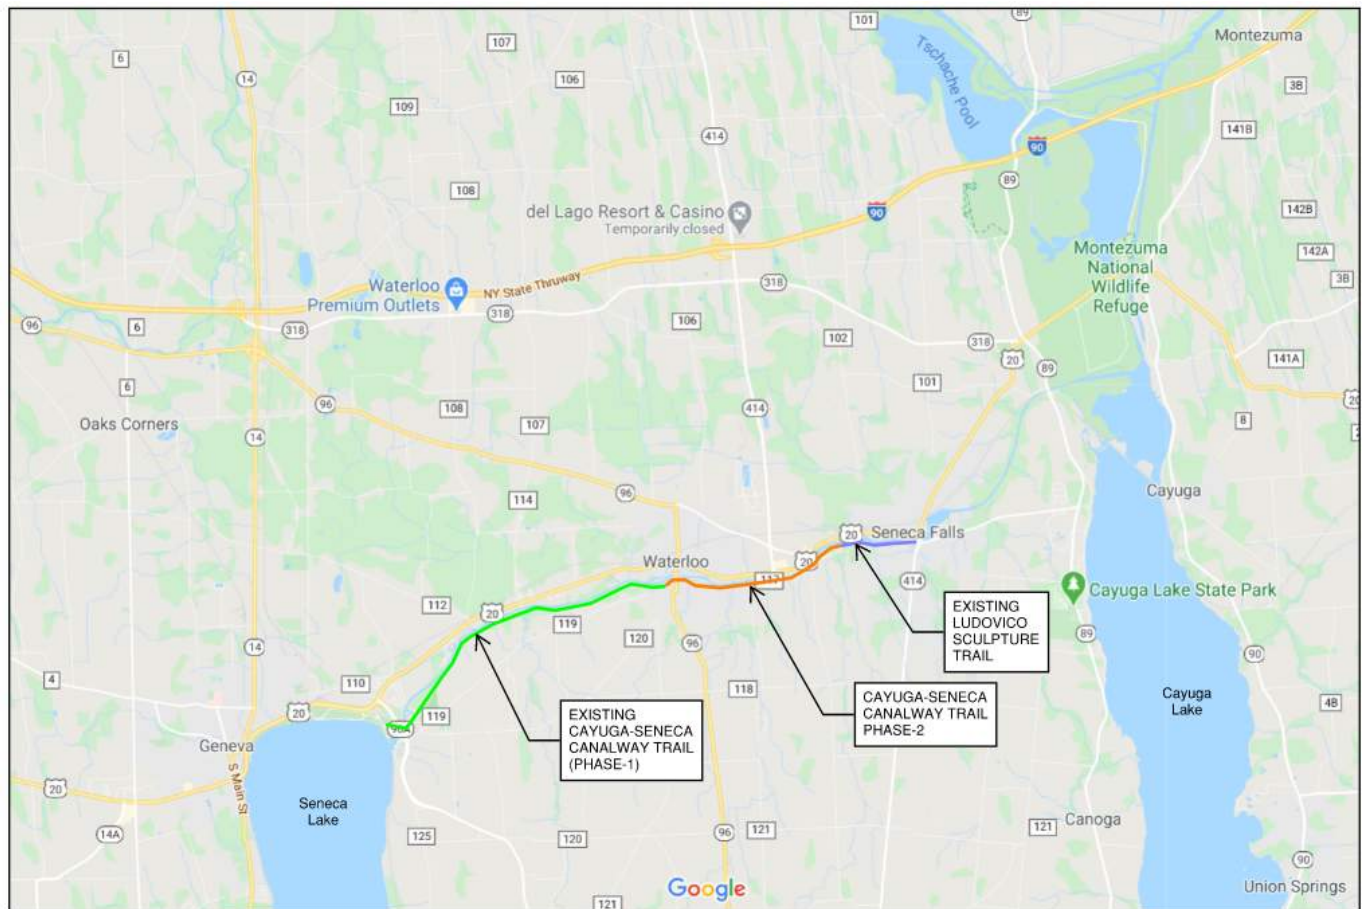 101
89
Montezuma
6
107
14
106
Tschache Pool
3B
109
141B
414
90
89
108
142B
del Lago Resort & Casino
Temporarily closed
90
142A
Montezuma
National
Wildlife
Refuge
3B
Waterloo
Premium Outlets
NY State Thruway
318
318
96
6
318
106
102
318
20
89
141A
6
101
20
96
108
414
107
8
Oaks Corners
14
114
96
Cayuga
20
Seneca Falls
Waterloo
20
117
414
Cayuga Lake State Park
112
20
119
120
96
EXISTING
LUDOVICO
SCULPTURE
TRAIL
89
14
90
4
110
118
CAYUGA-SENECA
CANALWAY TRAIL
PHASE-2
Cayuga
Lake
4B
20
119
96A
EXISTING
CAYUGA-SENECA
CANALWAY TRAIL
(PHASE-1)
Geneva
S Main St
20
Seneca
Lake
14A
125
120
96
121
121
Canoga
90
Google
Union Springs
121